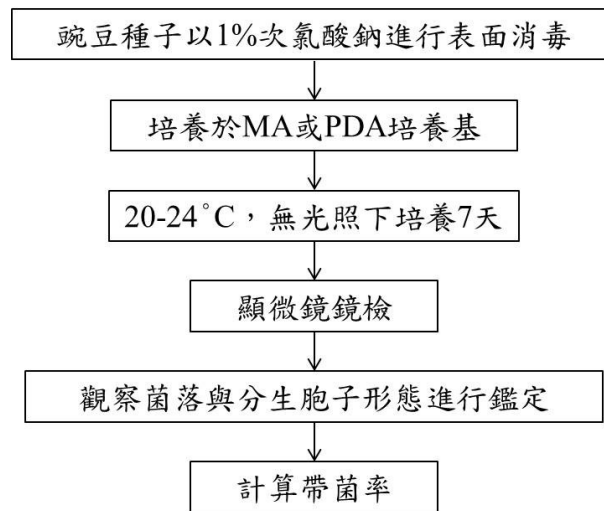 豌豆種子以1%次氯酸鈉進行表面消毒
培養於MA或PDA培養基
20-24°C，無光照下培養7天
顯微鏡鏡檢
觀察菌落與分生胞子形態進行鑑定
計算帶菌率